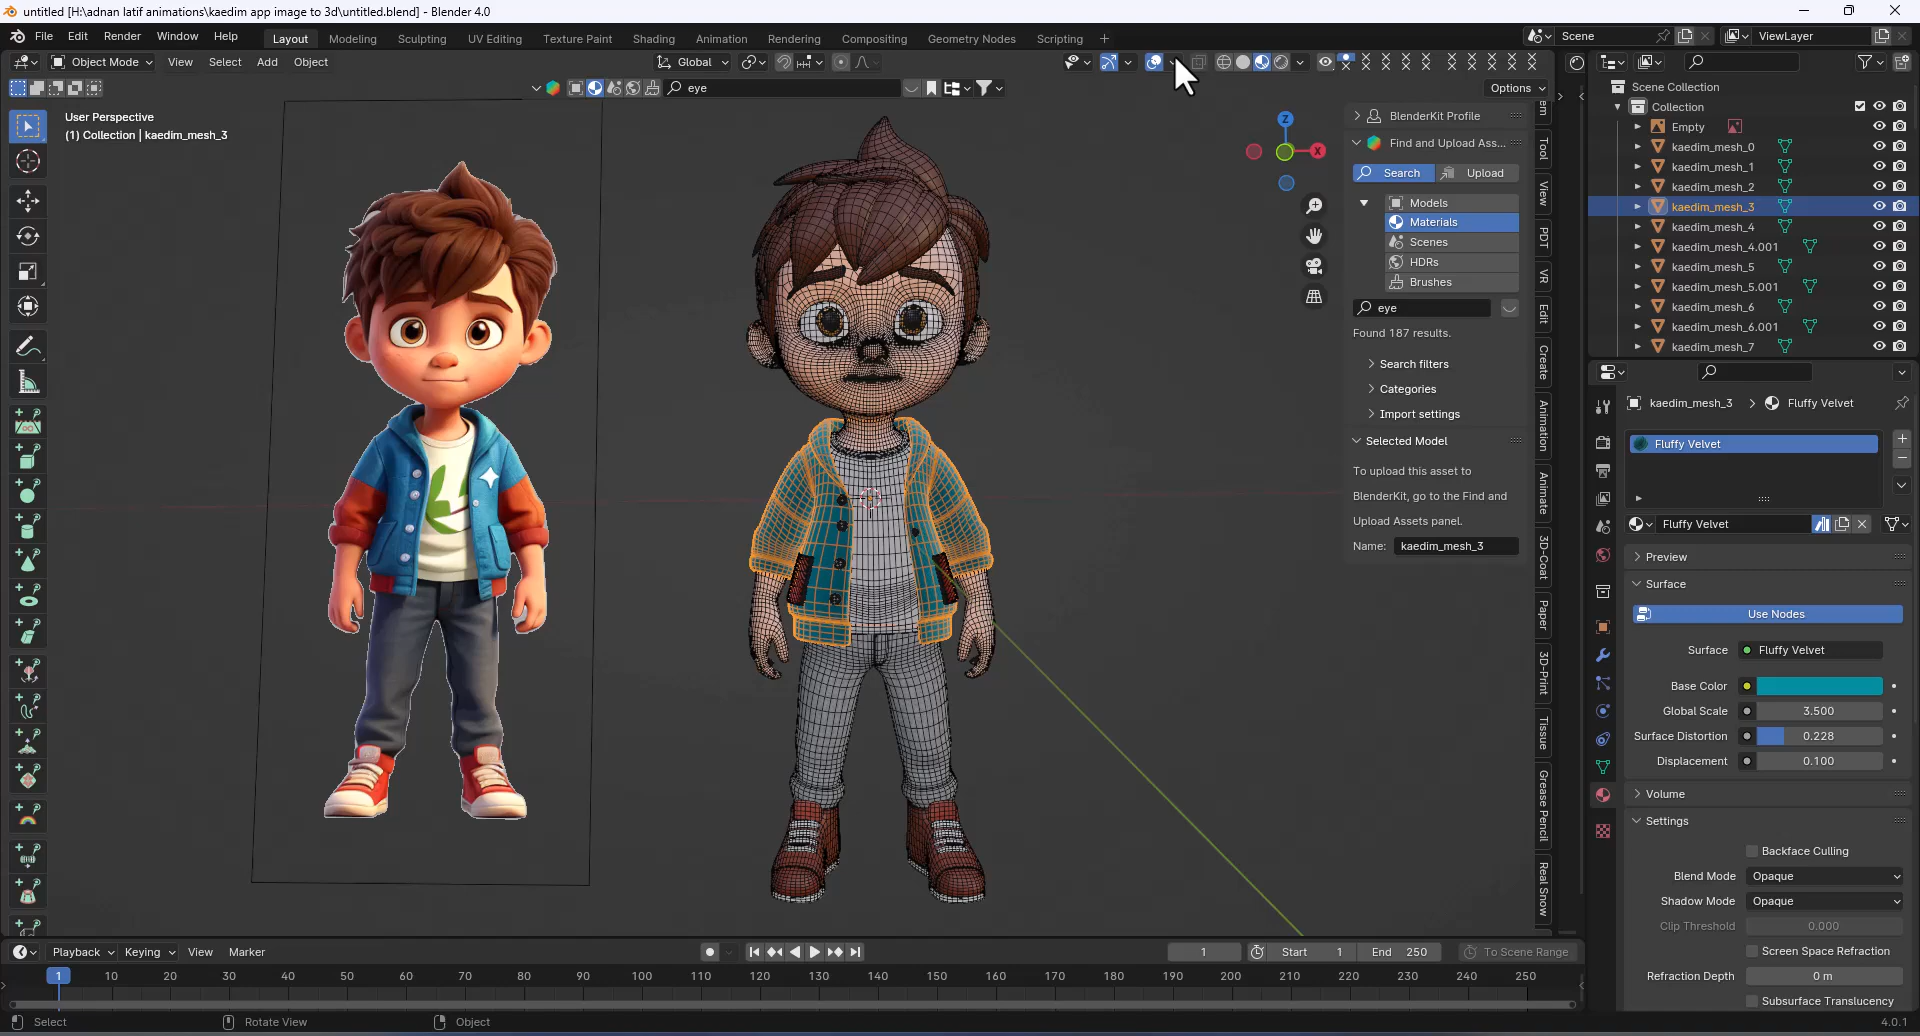 untitled [H:\adnan latif animations\kaedim app image to 3d\untitled.blend] - Blender 4.0
File Edit Render Window Help Layout Modeling Sculpting UV Editing Texture Paint Shading Animation Rendering Compositing Geometry Nodes Scripting + Scene ViewLayer
Object Mode View Select Add Object Global
eye Options
User Perspective
(1) Collection | kaedim_mesh_3
Z
X
BlenderKit Profile
Find and Upload Ass...
Search Upload
Models
Materials
Scenes
HDRs
Brushes
eye
Found 187 results.
Search filters
Categories
Import settings
Selected Model
To upload this asset to
BlenderKit, go to the Find and
Upload Assets panel.
Name: kaedim_mesh_3
Tool
View
PDT
VR
Edit
Create
Animation
Animate
3D-Coat
Paper
3D-Print
Tissue
Grease Pencil
Real Snow
Scene Collection
Collection
Empty
kaedim_mesh_0
kaedim_mesh_1
kaedim_mesh_2
kaedim_mesh_3
kaedim_mesh_4
kaedim_mesh_4.001
kaedim_mesh_5
kaedim_mesh_5.001
kaedim_mesh_6
kaedim_mesh_6.001
kaedim_mesh_7
kaedim_mesh_3 > Fluffy Velvet
Fluffy Velvet
Fluffy Velvet
Preview
Surface
Use Nodes
Surface Fluffy Velvet
Base Color
Global Scale 3.500
Surface Distortion 0.228
Displacement 0.100
Volume
Settings
Backface Culling
Blend Mode Opaque
Shadow Mode Opaque
Clip Threshold 0.000
Screen Space Refraction
Refraction Depth 0 m
Subsurface Translucency
Playback Keying View Marker 1 Start 1 End 250 To Scene Range
1 10 20 30 40 50 60 70 80 90 100 110 120 130 140 150 160 170 180 190 200 210 220 230 240 250
Select Rotate View Object 4.0.1